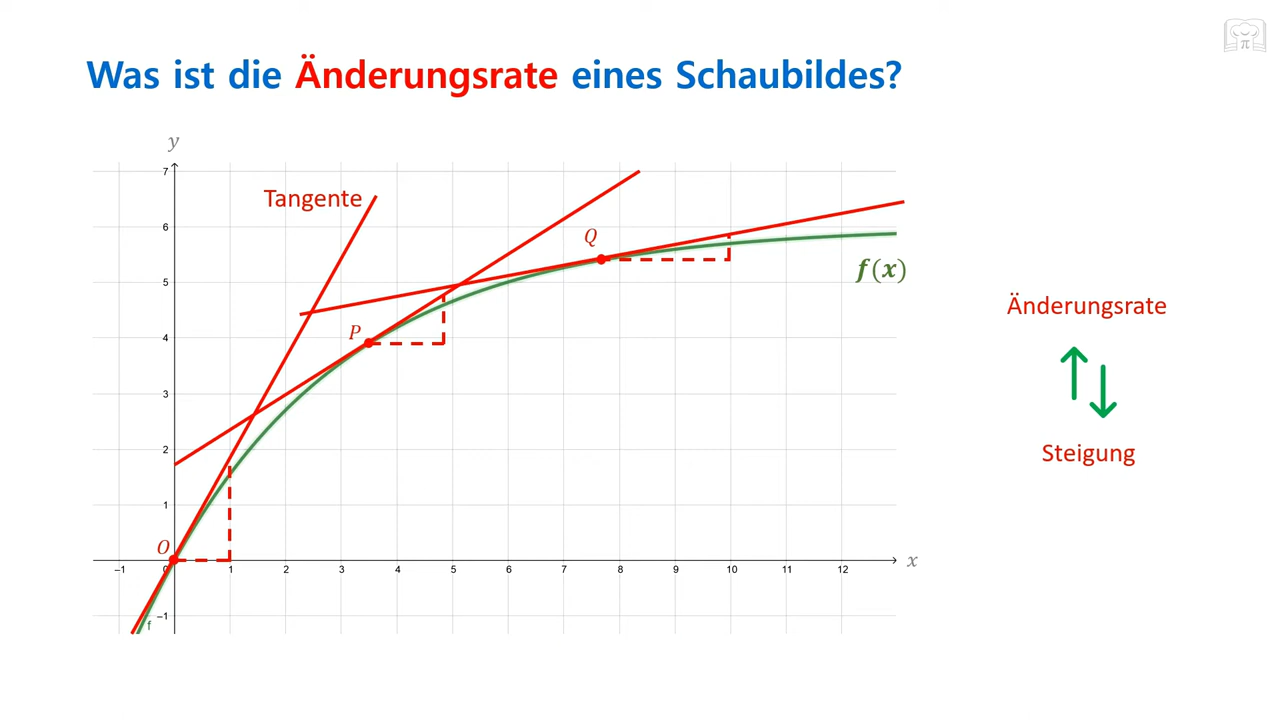 Was ist die Änderungsrate eines Schaubildes?
y
7
Tangente
6
Q
5
f(x)
Änderungsrate
P
4
3
2
Steigung
1
O
x
−1 0 1 2 3 4 5 6 7 8 9 10 11 12
−1
f
π